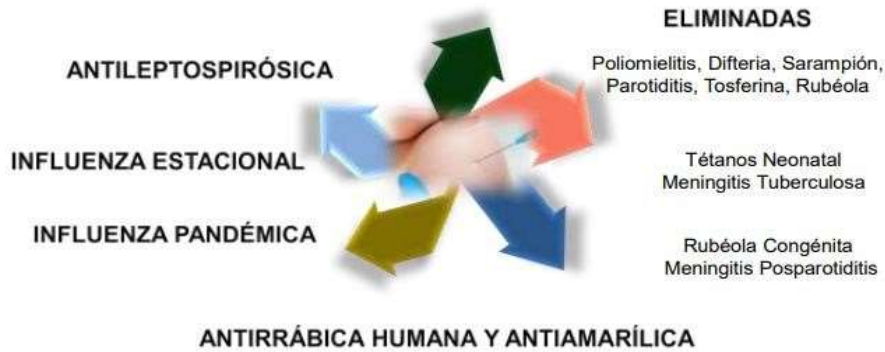 ELIMINADAS
Poliomielitis, Difteria, Sarampión,
Parotiditis, Tosferina, Rubéola
ANTILEPTOSPIRÓSICA
INFLUENZA ESTACIONAL
Tétanos Neonatal
Meningitis Tuberculosa
INFLUENZA PANDÉMICA
Rubéola Congénita
Meningitis Posparotiditis
ANTIRRÁBICA HUMANA Y ANTIAMARÍLICA